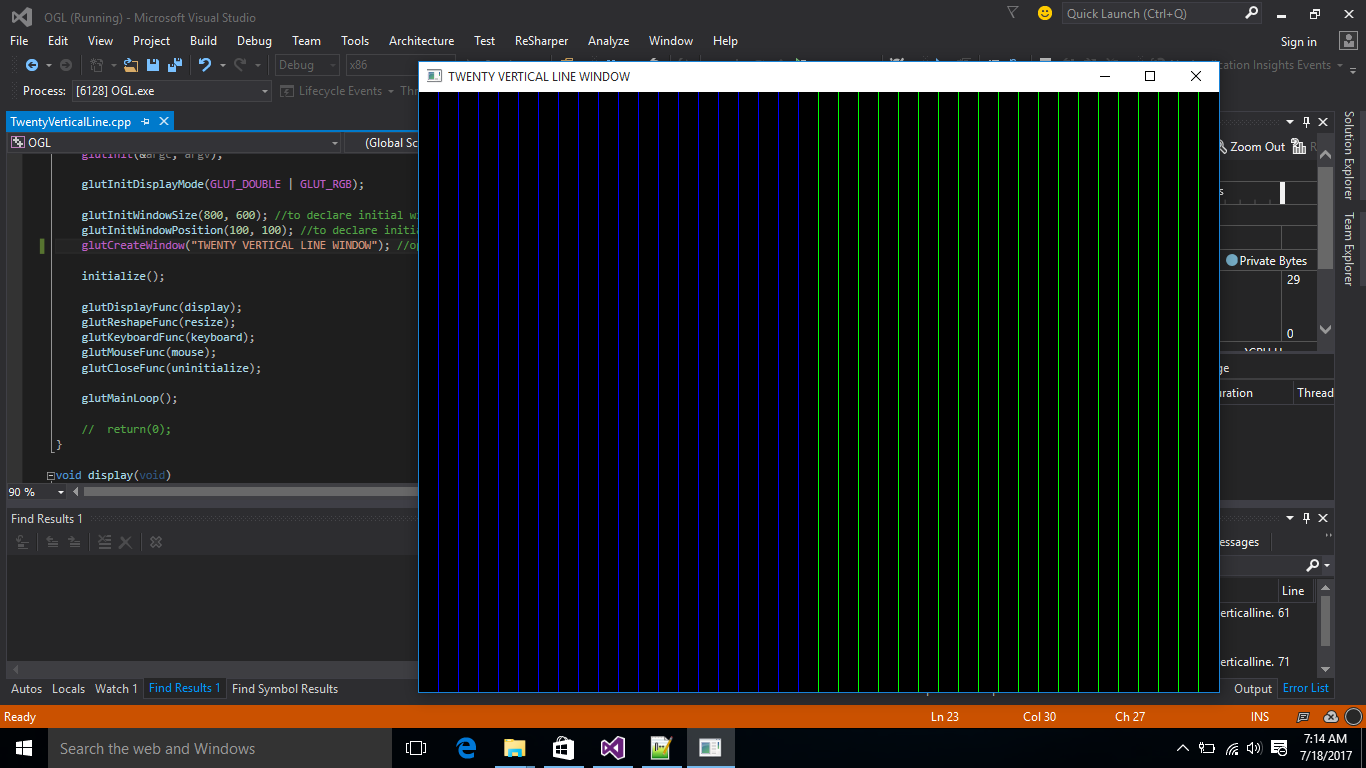 OGL (Running) - Microsoft Visual Studio
Quick Launch (Ctrl+Q)
File Edit View Project Build Debug Team Tools Architecture Test ReSharper Analyze Window Help
Sign in
Debug x86
Insights Events
Process: [6128] OGL.exe Lifecycle Events
TWENTY VERTICAL LINE WINDOW
TwentyVerticalLine.cpp
OGL (Global Sc
glutInit(&argc, argv);
glutInitDisplayMode(GLUT_DOUBLE | GLUT_RGB);
glutInitWindowSize(800, 600); //to declare initial
glutInitWindowPosition(100, 100); //to declare
glutCreateWindow("TWENTY VERTICAL LINE WINDOW"); //
initialize();
glutDisplayFunc(display);
glutReshapeFunc(resize);
glutKeyboardFunc(keyboard);
glutMouseFunc(mouse);
glutCloseFunc(uninitialize);
glutMainLoop();
// return(0);
}
void display(void)
90 %
Zoom Out
Private Bytes
29
0
Thread
Solution Explorer
Team Explorer
Find Results 1
essages
Line
erticalline. 61
erticalline. 71
Autos Locals Watch 1 Find Results 1 Find Symbol Results
Output Error List
Ready
Ln 23 Col 30 Ch 27 INS
Search the web and Windows
7:14 AM
7/18/2017